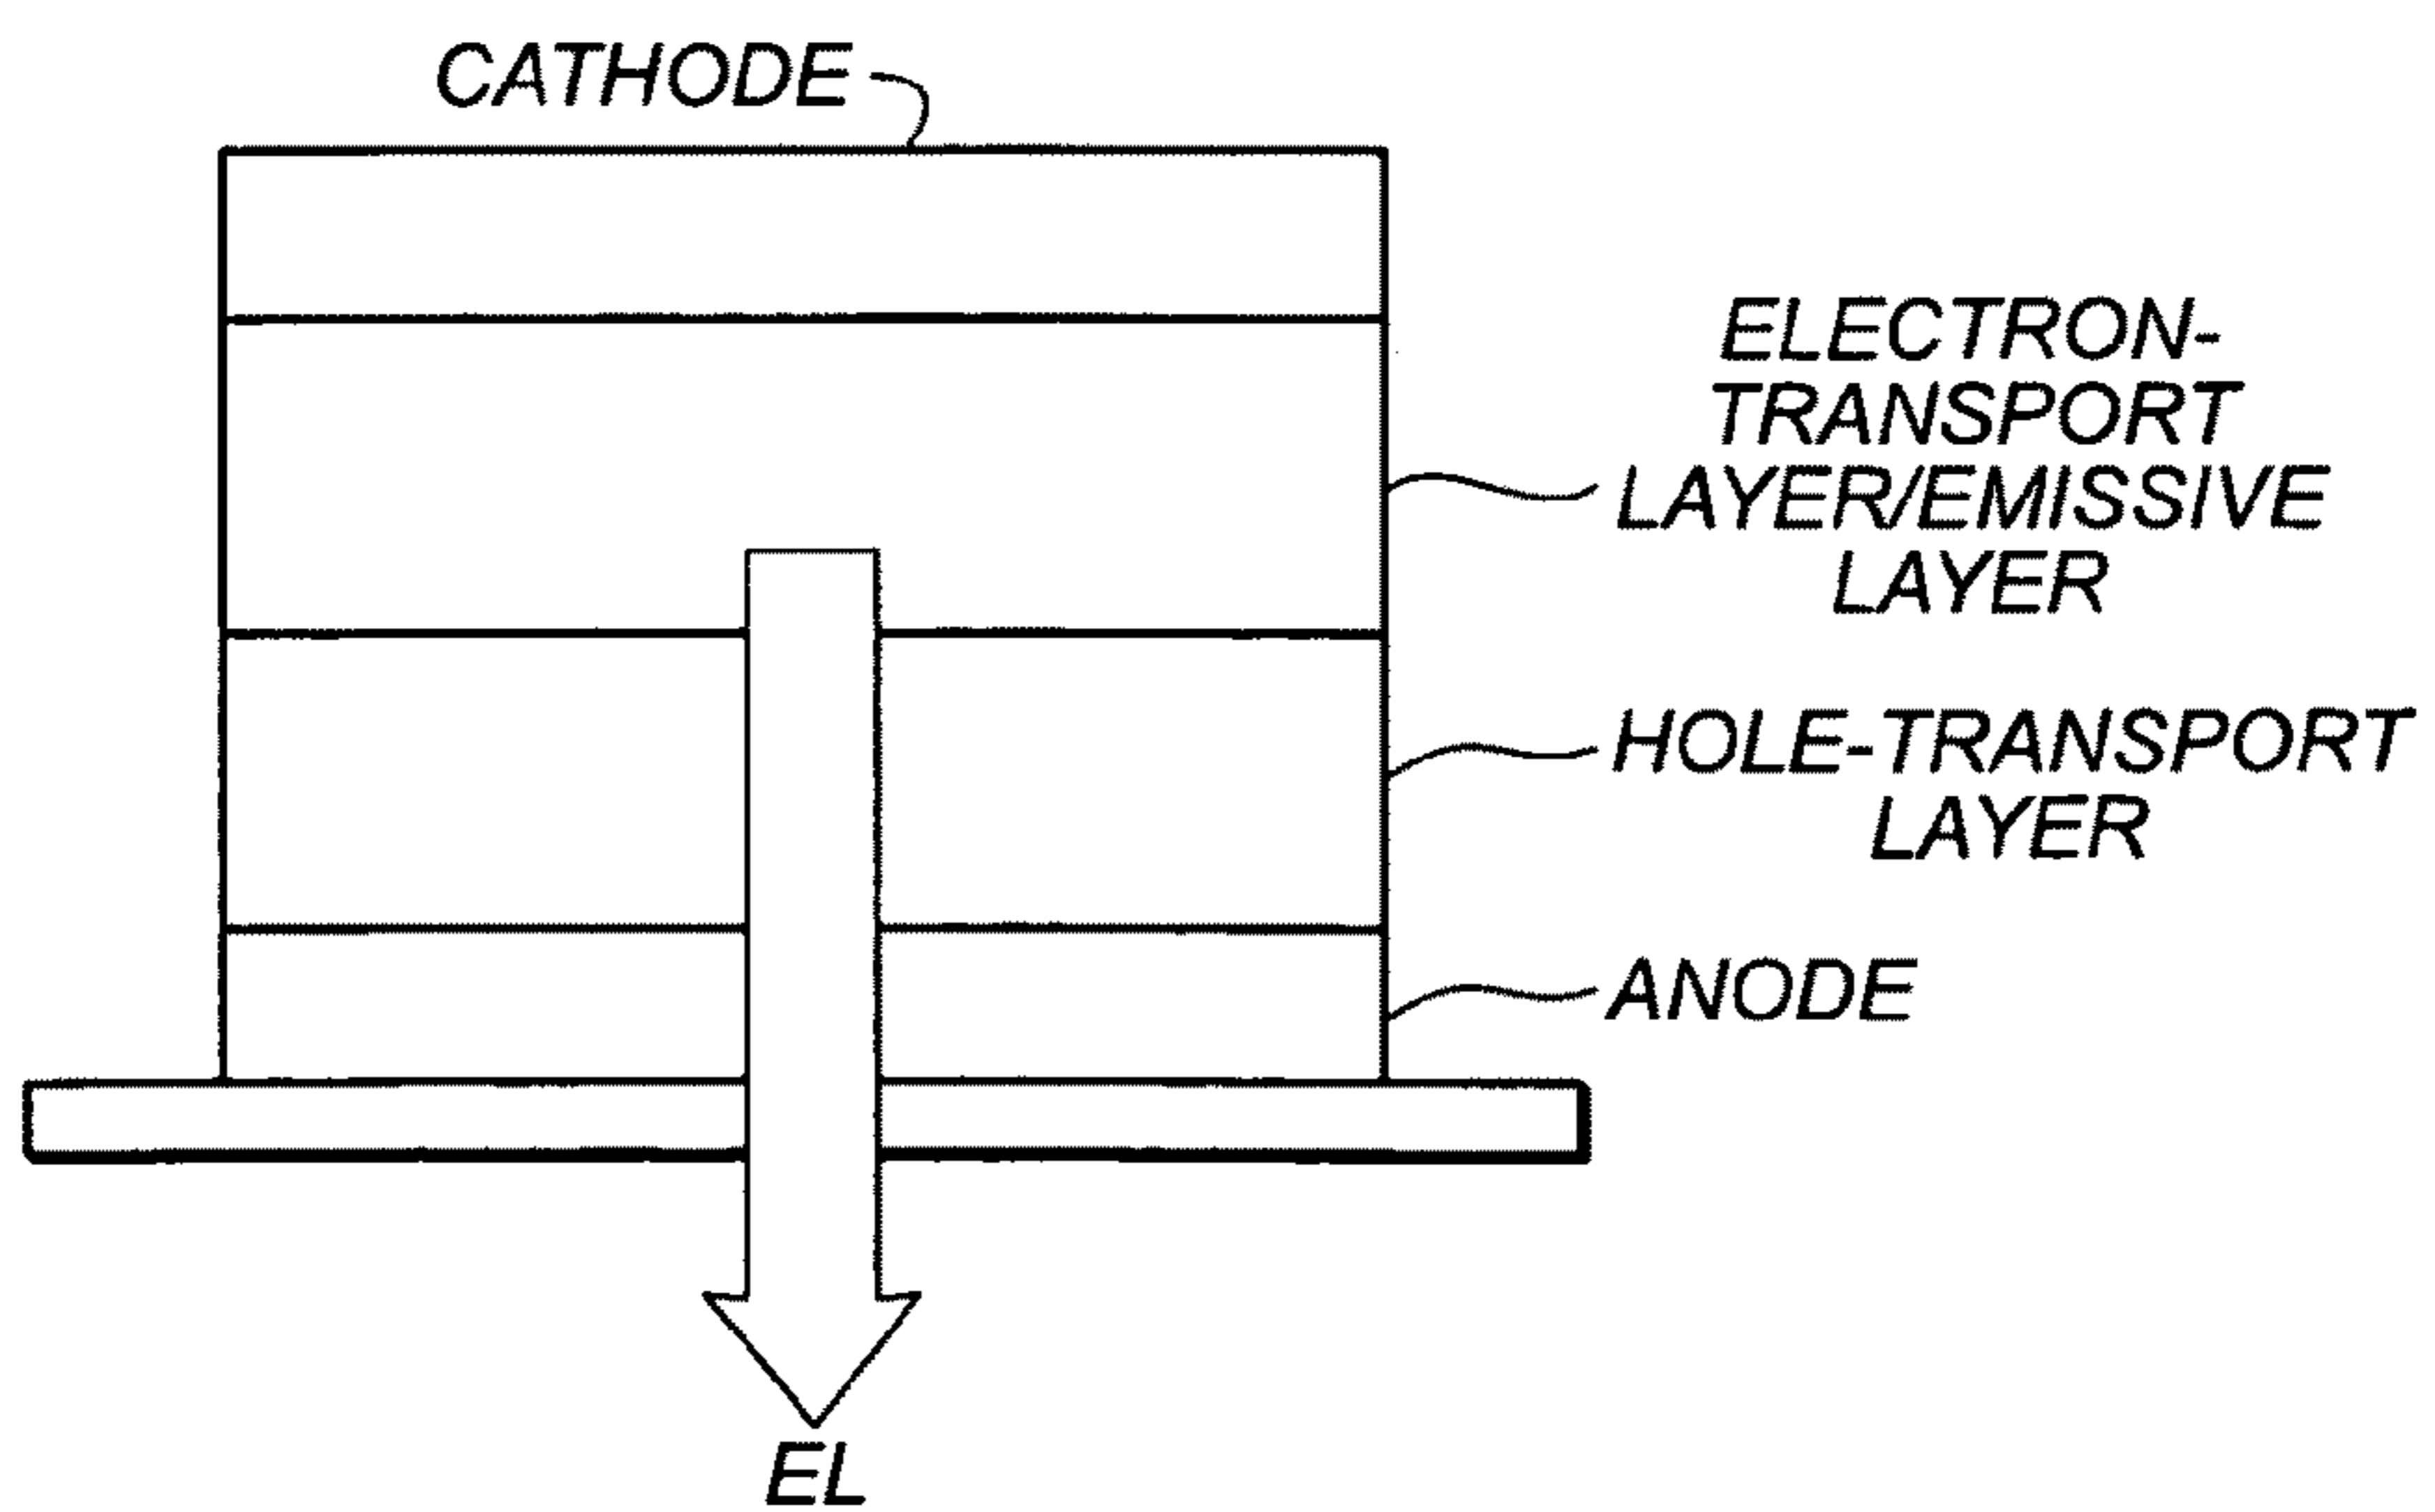 CATHODE
ELECTRON-
TRANSPORT
LAYER/EMISSIVE
LAYER
HOLE-TRANSPORT
LAYER
ANODE
EL